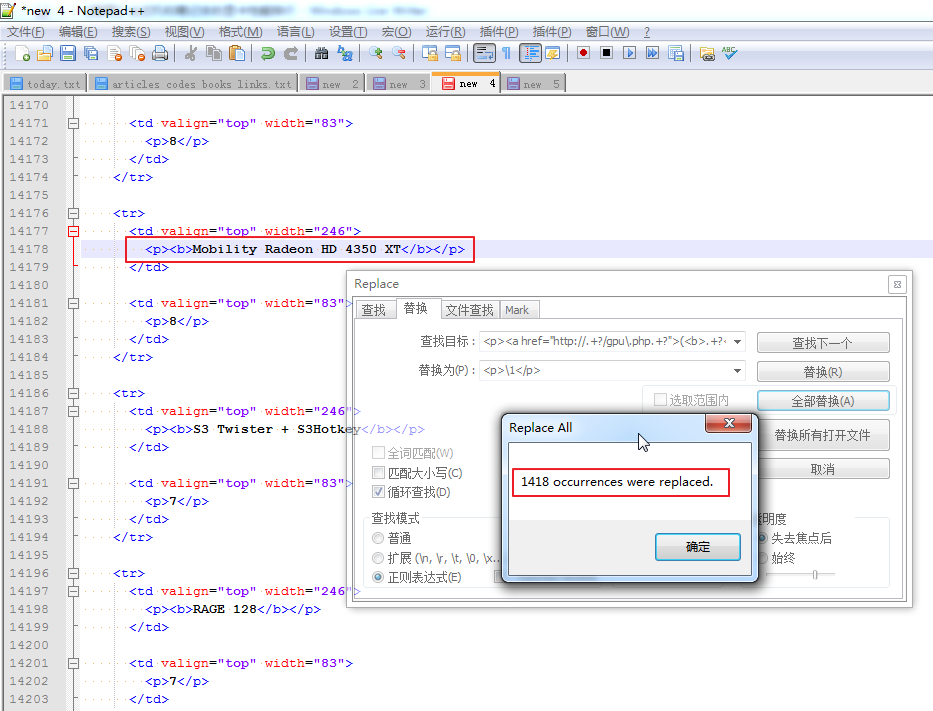 *new 4 - Notepad++
文件(F) 编辑(E) 搜索(S) 视图(V) 格式(M) 语言(L) 设置(T) 宏(O) 运行(R) 插件(P) 插件(P) 窗口(W) ?
today.txt articles codes books links.txt new 2 new 3 new 4 new 5
14170
14171 <td valign="top" width="83">
14172 <p>8</p>
14173 </td>
14174 </tr>
14175
14176 <tr>
14177 <td valign="top" width="246">
14178 <p><b>Mobility Radeon HD 4350 XT</b></p>
14179 </td>
14180
14181 <td valign="top" width="83">
14182 <p>8</p>
14183 </td>
14184 </tr>
14185
14186 <tr>
14187 <td valign="top" width="246">
14188 <p><b>S3 Twister + S3Hotkey</b></p>
14189 </td>
14190
14191 <td valign="top" width="83">
14192 <p>7</p>
14193 </td>
14194 </tr>
14195
14196 <tr>
14197 <td valign="top" width="246">
14198 <p><b>RAGE 128</b></p>
14199 </td>
14200
14201 <td valign="top" width="83">
14202 <p>7</p>
14203 </td>
Replace
查找 替换 文件查找 Mark
查找目标: <p><a href="http://.+?/gpu\.php.+?">(<b>.+?<
替换为(P): <p>\1</p>
选取范围内
全词匹配(W)
匹配大小写(C)
循环查找(D)
查找模式
普通
扩展 (\n, \r, \t, \0, \x...
正则表达式(E)
查找下一个
替换(R)
全部替换(A)
替换所有打开文件
取消
明度
失去焦点后
始终
Replace All
1418 occurrences were replaced.
确定